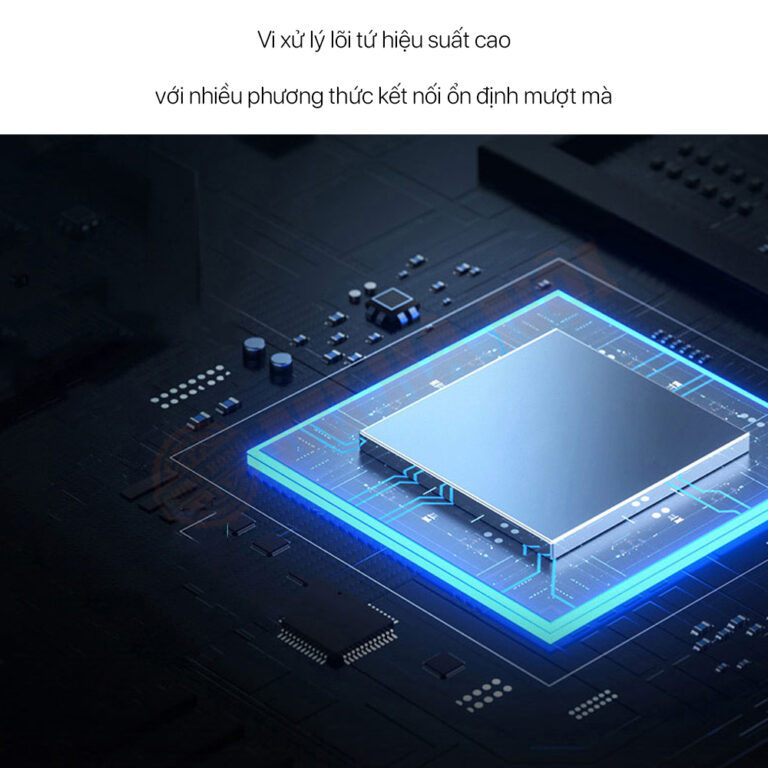 Vi xử lý lõi tứ hiệu suất cao
với nhiều phương thức kết nối ổn định mượt mà